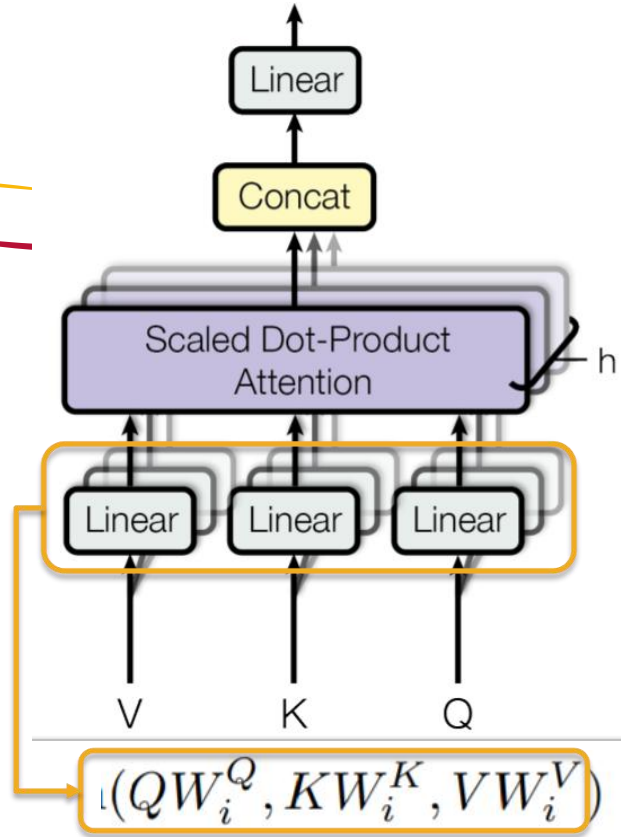 Linear
Concat
Scaled Dot-Product
Attention
h
Linear Linear Linear
V K Q
(QW_i^Q, KW_i^K, VW_i^V)